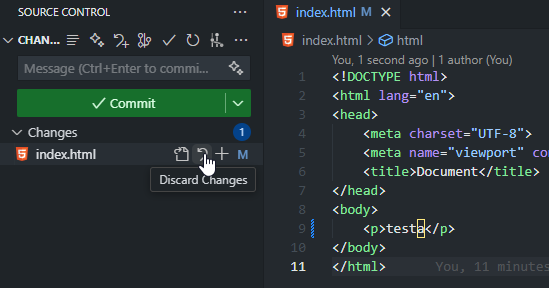 SOURCE CONTROL
CHAN...
Message (Ctrl+Enter to commi...
Commit
Changes
1
index.html
M
Discard Changes
index.html M
index.html > html
You, 1 second ago | 1 author (You)
1 <!DOCTYPE html>
2 <html lang="en">
3 <head>
4 <meta charset="UTF-8">
5 <meta name="viewport" co
6 <title>Document</title>
7 </head>
8 <body>
9 <p>testa</p>
10 </body>
11 </html> You, 11 minutes